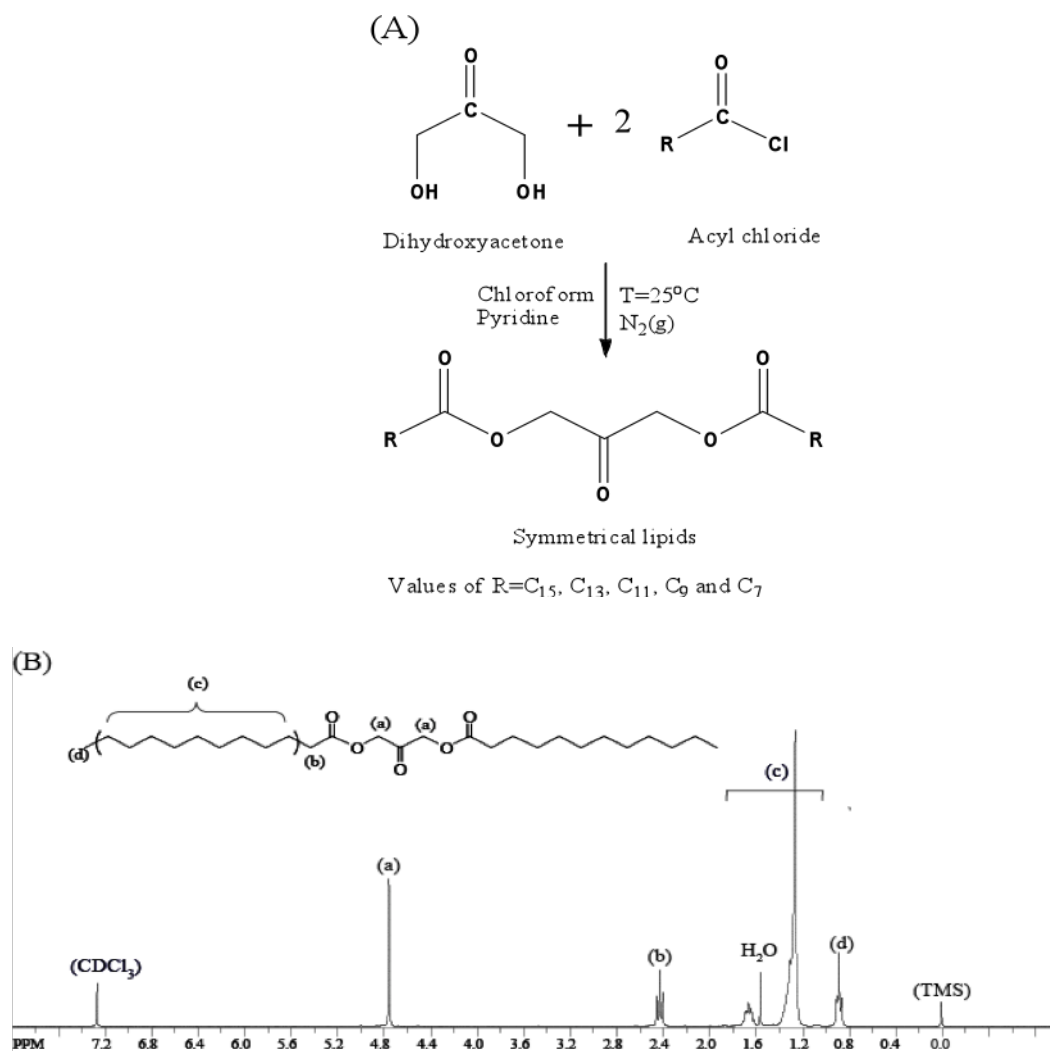 (A)
O
C
OH OH
+ 2
O
C
R Cl
Dihydroxyacetone
Acyl chloride
Chloroform T=25°C
Pyridine N₂(g)
O O
R O O R
O
Symmetrical lipids
Values of R=C₁₅, C₁₃, C₁₁, C₉ and C₇
(B)
(c)
O (a) (a) O
(d) (b) O O O
(c)
(a)
(CDCl₃)
(b)
H₂O
(d)
(TMS)
PPM 7.2 6.8 6.4 6.0 5.6 5.2 4.8 4.4 4.0 3.6 3.2 2.8 2.4 2.0 1.6 1.2 0.8 0.4 0.0